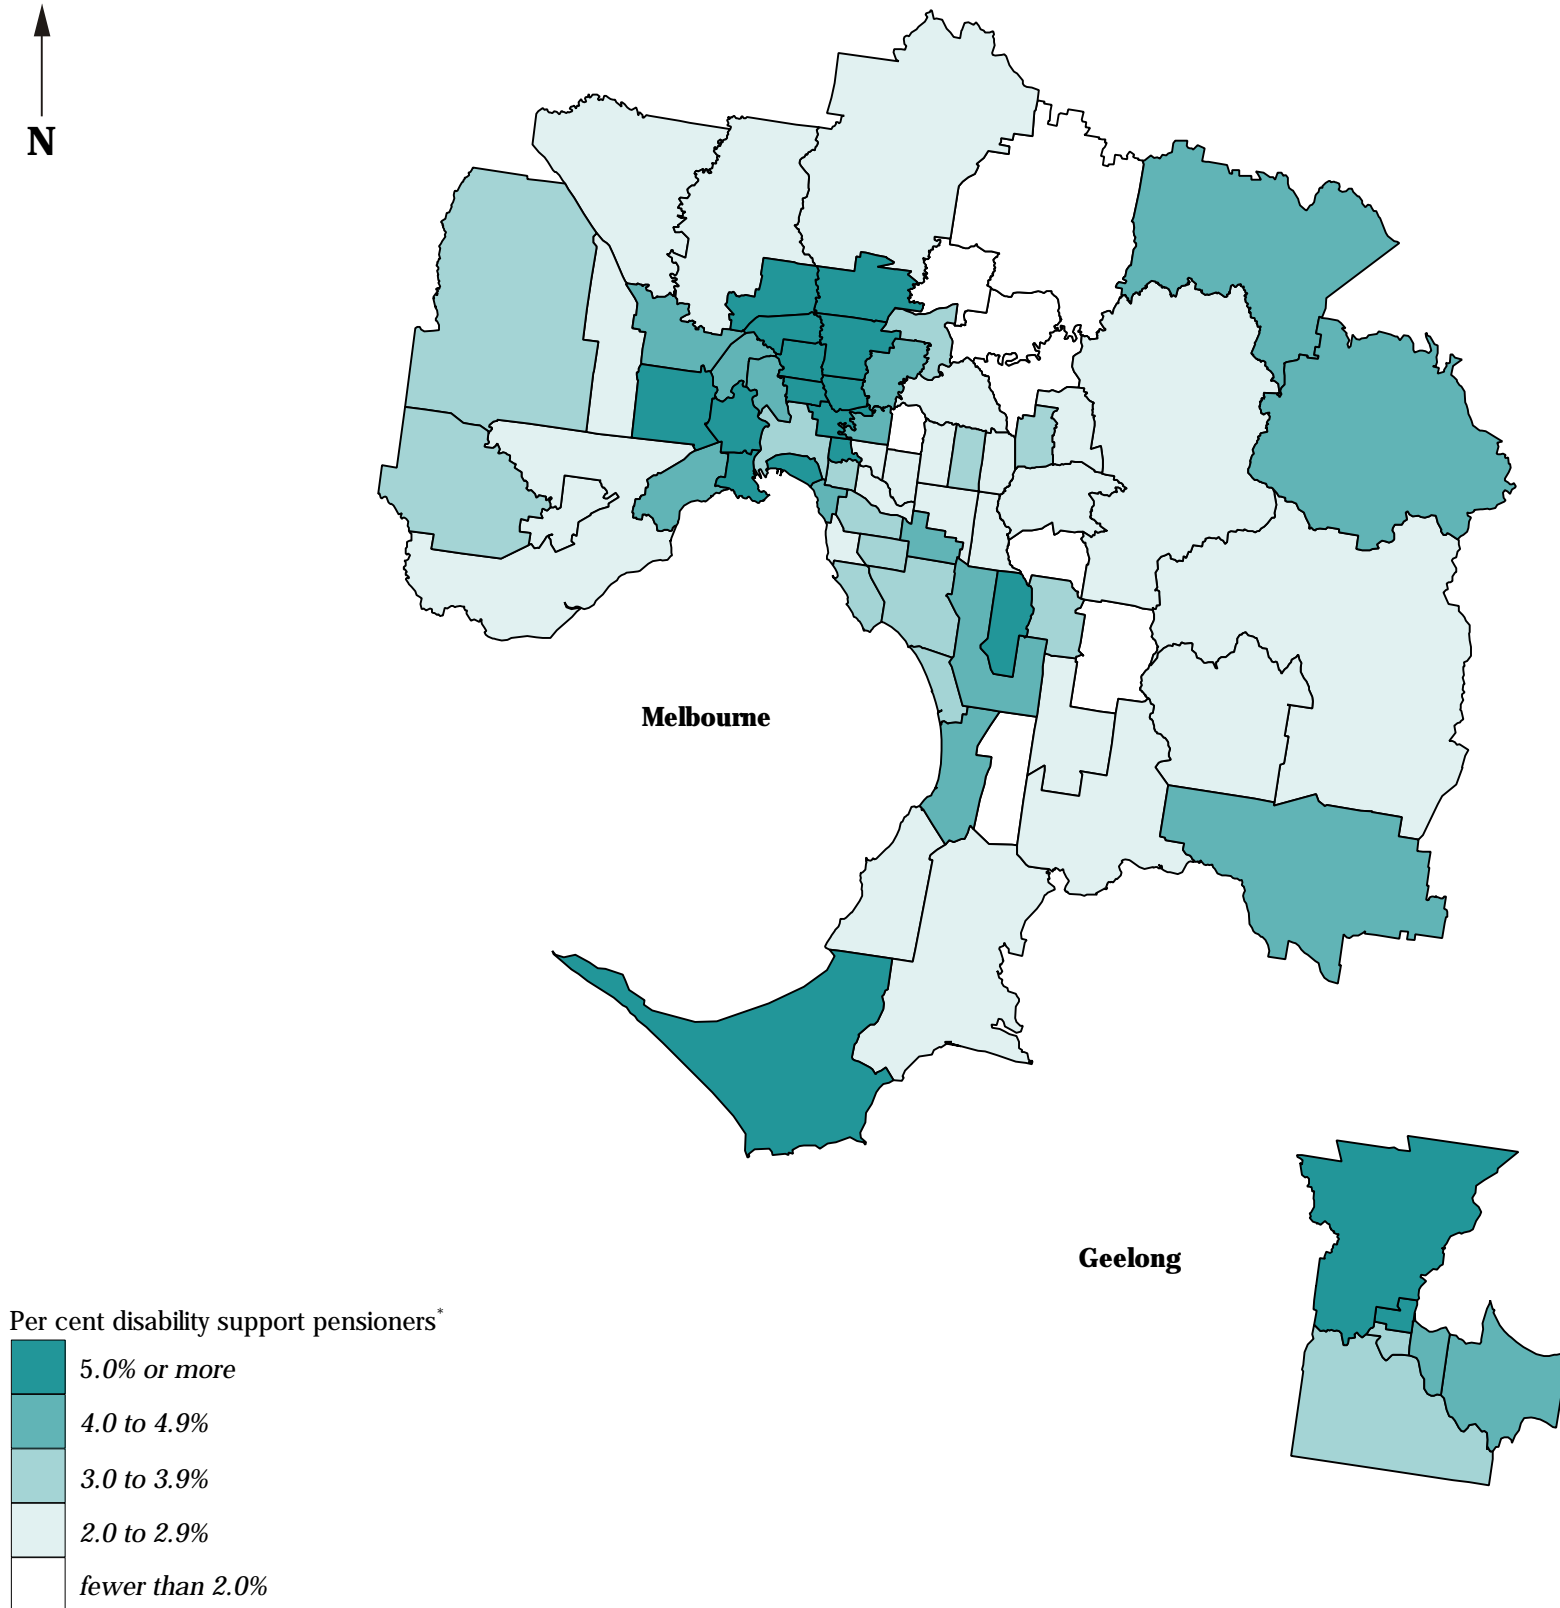 N
Melbourne
Geelong
Per cent disability support pensioners*
5.0% or more
4.0 to 4.9%
3.0 to 3.9%
2.0 to 2.9%
fewer than 2.0%